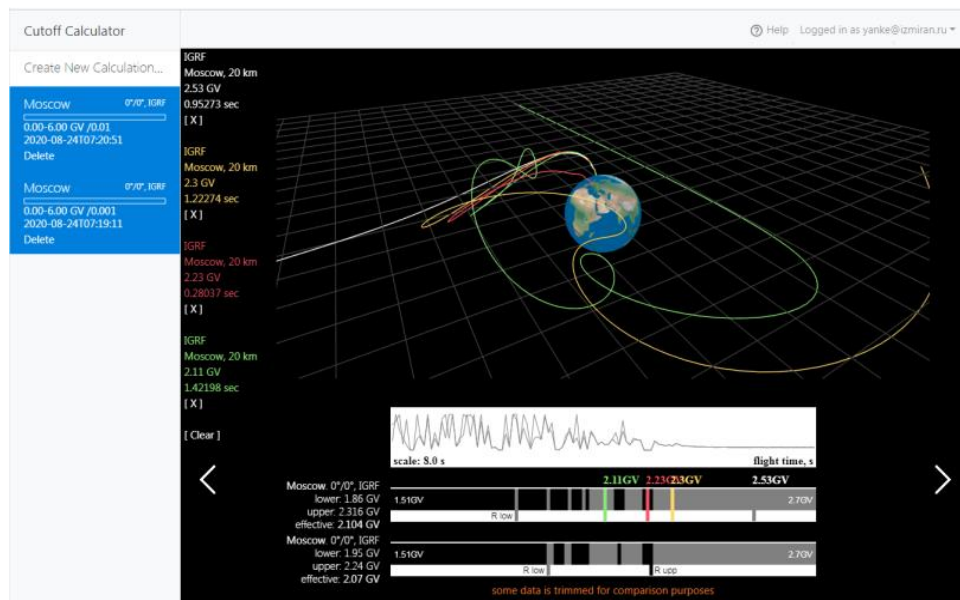 Cutoff Calculator
Help Logged in as yanke@izmiran.ru
Create New Calculation...
Moscow 0°/0°, IGRF
0.00-6.00 GV /0.01
2020-08-24T07:20:51
Delete
Moscow 0°/0°, IGRF
0.00-6.00 GV /0.001
2020-08-24T07:19:11
Delete
IGRF
Moscow, 20 km
2.53 GV
0.95273 sec
[ X ]
IGRF
Moscow, 20 km
2.3 GV
1.22274 sec
[ X ]
IGRF
Moscow, 20 km
2.23 GV
0.28037 sec
[ X ]
IGRF
Moscow, 20 km
2.11 GV
1.42198 sec
[ X ]
[ Clear ]
scale: 8.0 s flight time, s
2.11GV 2.23GV 2.3GV 2.53GV
Moscow. 0°/0°, IGRF
lower: 1.86 GV
upper: 2.316 GV
effective: 2.104 GV
1.51GV 2.7GV
R low
Moscow. 0°/0°, IGRF
lower: 1.95 GV
upper: 2.24 GV
effective: 2.07 GV
1.51GV 2.7GV
R low R upp
some data is trimmed for comparison purposes